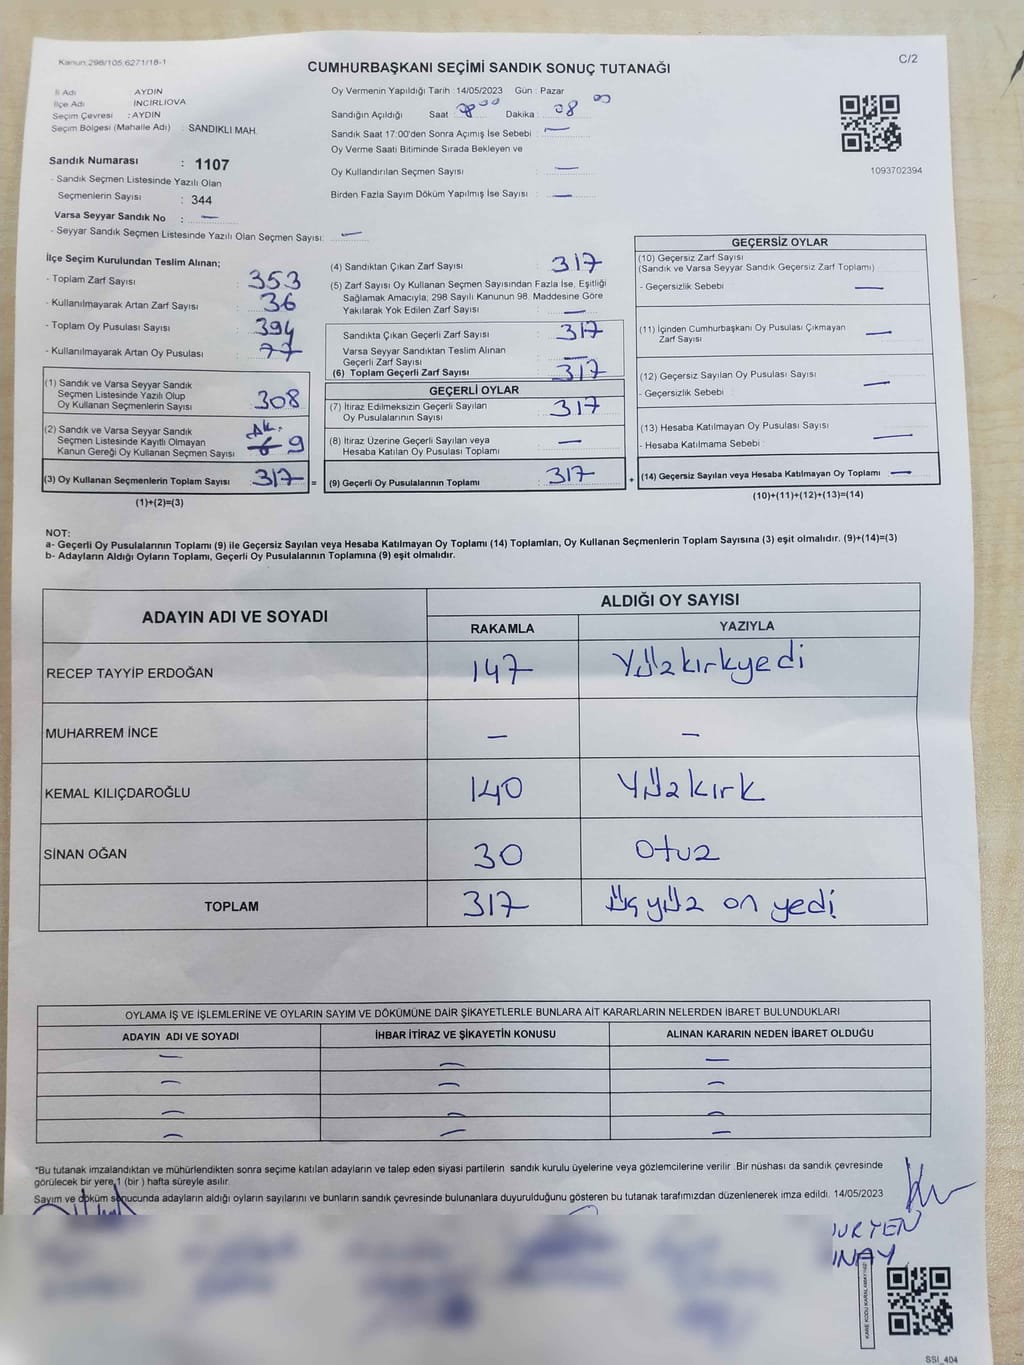 Kanun:298/105,6271/18-1
C/2
CUMHURBAŞKANI SEÇİMİ SANDIK SONUÇ TUTANAĞI
İl Adı AYDIN
İlçe Adı İNCİRLİOVA
Seçim Çevresi : AYDIN
Seçim Bölgesi (Mahalle Adı) : SANDIKLI MAH.
Sandık Numarası : 1107
- Sandık Seçmen Listesinde Yazılı Olan
Seçmenlerin Sayısı : 344
Varsa Seyyar Sandık No : —
- Seyyar Sandık Seçmen Listesinde Yazılı Olan Seçmen Sayısı: —
Oy Vermenin Yapıldığı Tarih :14/05/2023 Gün : Pazar
Sandığın Açıldığı Saat 08 00 Dakika 08 00
Sandık Saat 17:00'den Sonra Açımış İse Sebebi : —
Oy Verme Saati Bitiminde Sırada Bekleyen ve
Oy Kullandırılan Seçmen Sayısı : —
Birden Fazla Sayım Döküm Yapılmış İse Sayısı : —
1093702394
İlçe Seçim Kurulundan Teslim Alınan;
- Toplam Zarf Sayısı : 353
- Kullanılmayarak Artan Zarf Sayısı : 36
- Toplam Oy Pusulası Sayısı : 394
- Kullanılmayarak Artan Oy Pusulası : 77
(1) Sandık ve Varsa Seyyar Sandık
Seçmen Listesinde Yazılı Olup
Oy Kullanan Seçmenlerin Sayısı : 308
(2) Sandık ve Varsa Seyyar Sandık
Seçmen Listesinde Kayıtlı Olmayan
Kanun Gereği Oy Kullanan Seçmen Sayısı : 9
(3) Oy Kullanan Seçmenlerin Toplam Sayısı : 317 =
(1)+(2)=(3)
(4) Sandıktan Çıkan Zarf Sayısı : 317
(5) Zarf Sayısı Oy Kullanan Seçmen Sayısından Fazla İse, Eşitliği
Sağlamak Amacıyla; 298 Sayılı Kanunun 98. Maddesine Göre
Yakılarak Yok Edilen Zarf Sayısı : —
Sandıkta Çıkan Geçerli Zarf Sayısı : 317
Varsa Seyyar Sandıktan Teslim Alınan
Geçerli Zarf Sayısı : —
(6) Toplam Geçerli Zarf Sayısı : 317
GEÇERLİ OYLAR
(7) İtiraz Edilmeksizin Geçerli Sayılan
Oy Pusulalarının Sayısı : 317
(8) İtiraz Üzerine Geçerli Sayılan veya
Hesaba Katılan Oy Pusulası Toplamı : —
(9) Geçerli Oy Pusulalarının Toplamı : 317 +
GEÇERSİZ OYLAR
(10) Geçersiz Zarf Sayısı
(Sandık ve Varsa Seyyar Sandık Geçersiz Zarf Toplamı)
- Geçersizlik Sebebi : —
(11) İçinden Cumhurbaşkanı Oy Pusulası Çıkmayan
Zarf Sayısı : —
(12) Geçersiz Sayılan Oy Pusulası Sayısı : —
- Geçersizlik Sebebi :
(13) Hesaba Katılmayan Oy Pusulası Sayısı : —
- Hesaba Katılmama Sebebi :
(14) Geçersiz Sayılan veya Hesaba Katılmayan Oy Toplamı : —
(10)+(11)+(12)+(13)=(14)
NOT:
a- Geçerli Oy Pusulalarının Toplamı (9) ile Geçersiz Sayılan veya Hesaba Katılmayan Oy Toplamı (14) Toplamları, Oy Kullanan Seçmenlerin Toplam Sayısına (3) eşit olmalıdır. (9)+(14)=(3)
b- Adayların Aldığı Oyların Toplamı, Geçerli Oy Pusulalarının Toplamına (9) eşit olmalıdır.
ADAYIN ADI VE SOYADI ALDIĞI OY SAYISI
RAKAMLA YAZIYLA
RECEP TAYYİP ERDOĞAN 147 Yüzkırkyedi
MUHARREM İNCE — —
KEMAL KILIÇDAROĞLU 140 Yüzkırk
SİNAN OĞAN 30 Otuz
TOPLAM 317 üçyüz on yedi
OYLAMA İŞ VE İŞLEMLERİNE VE OYLARIN SAYIM VE DÖKÜMÜNE DAİR ŞİKAYETLERLE BUNLARA AİT KARARLARIN NELERDEN İBARET BULUNDUKLARI
ADAYIN ADI VE SOYADI İHBAR İTİRAZ VE ŞİKAYETİN KONUSU ALINAN KARARIN NEDEN İBARET OLDUĞU
— — —
— — —
— — —
— — —
*Bu tutanak imzalandıktan ve mühürlendikten sonra seçime katılan adayların ve talep eden siyasi partilerin sandık kurulu üyelerine veya gözlemcilerine verilir .Bir nüshası da sandık çevresinde
görülecek bir yere,1 (bir ) hafta süreyle asılır.
Sayım ve döküm sonucunda adayların aldığı oyların sayılarını ve bunların sandık çevresinde bulunanlara duyurulduğunu gösteren bu tutanak tarafımızdan düzenlenerek imza edildi. 14/05/2023
KARE KODU KARALAMAYINIZ!
SSI_404